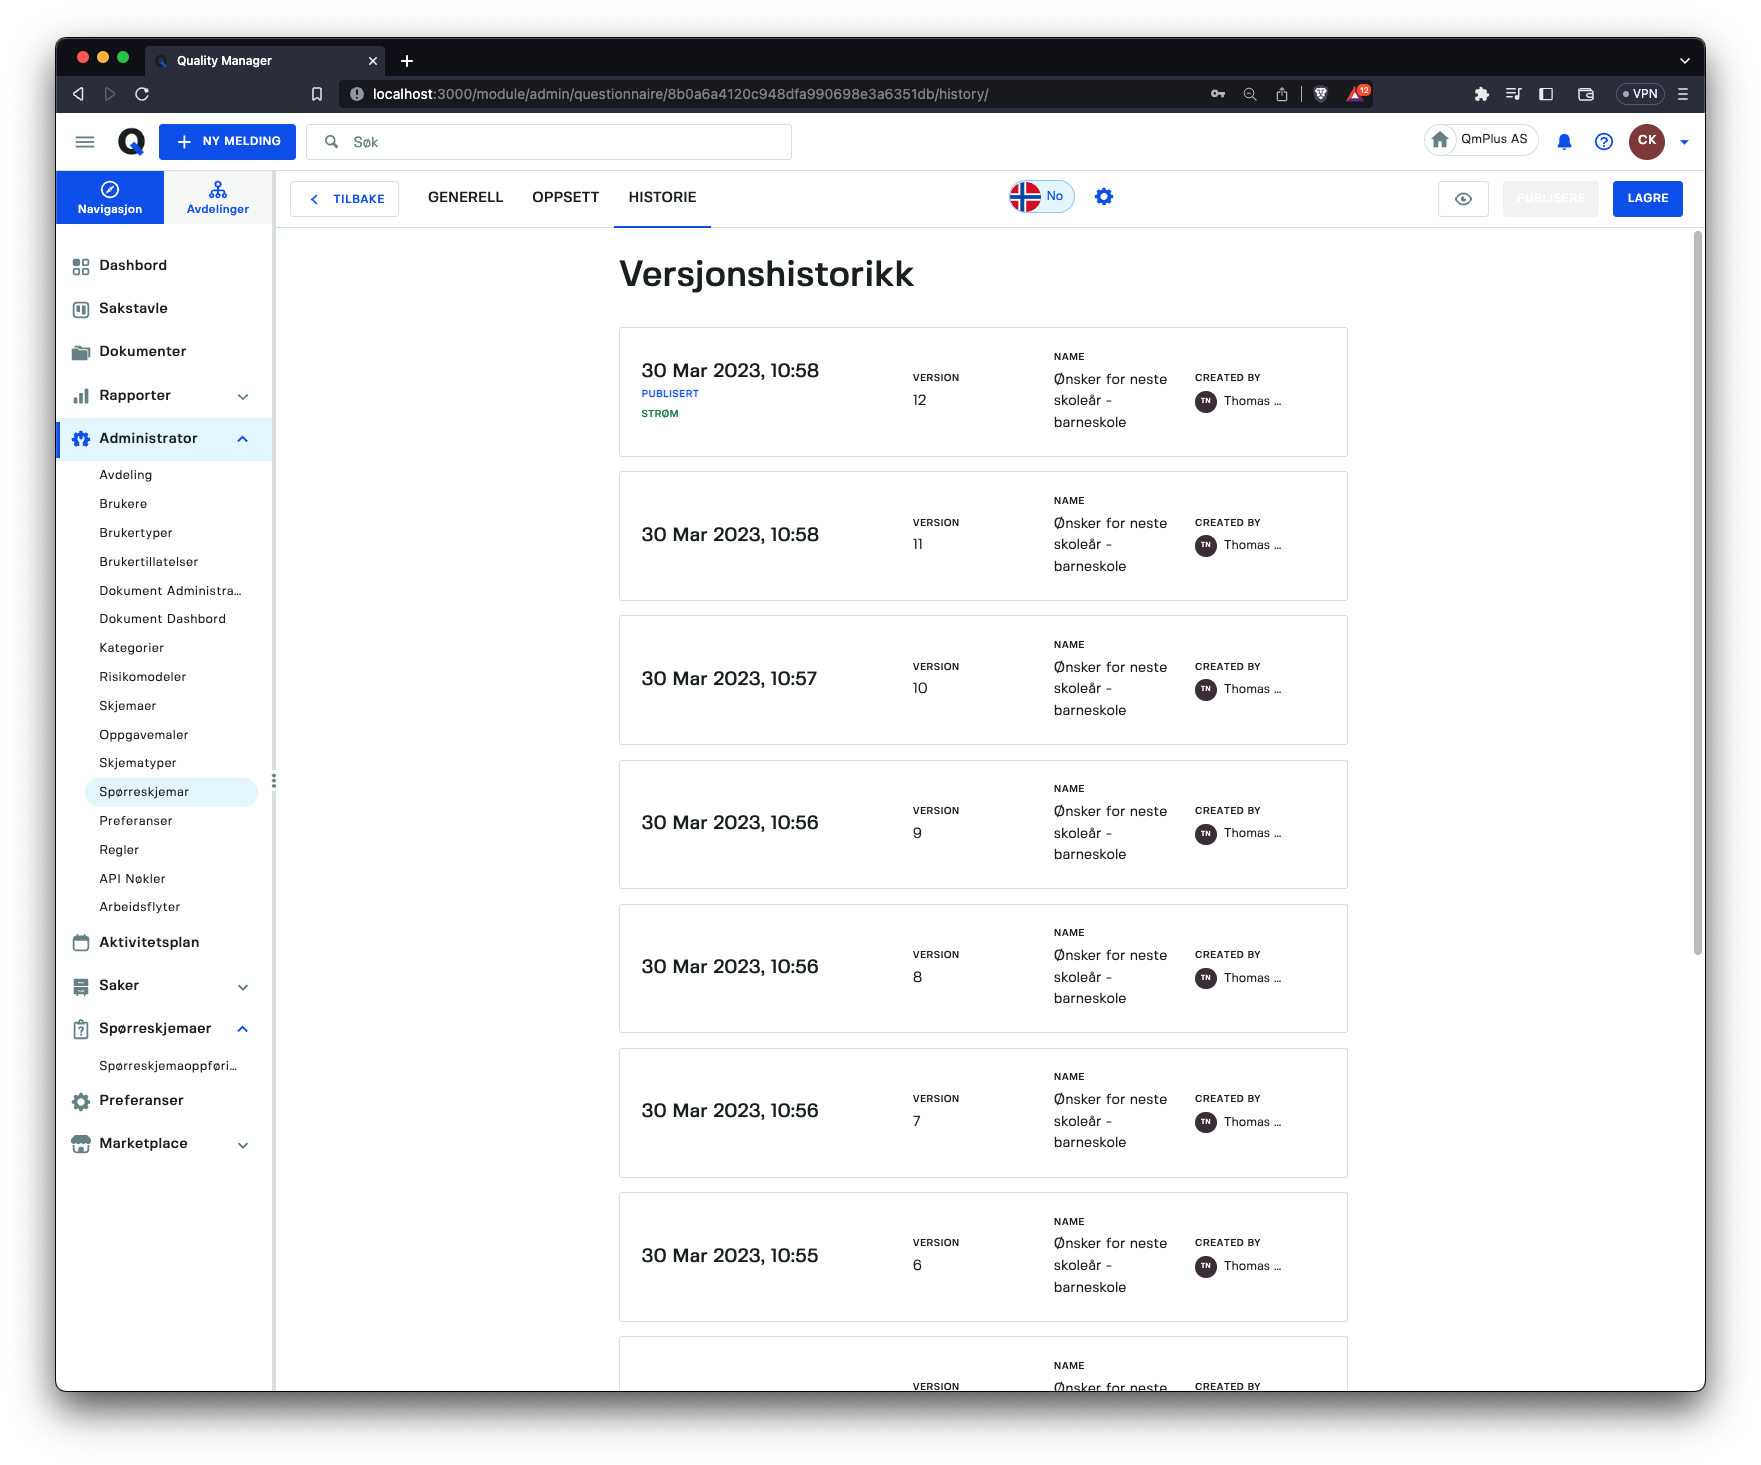 Quality Manager
localhost:3000/module/admin/questionnaire/8b0a6a4120c948dfa990698e3a6351db/history/
12
VPN
NY MELDING
Søk
QmPlus AS
CK
Navigasjon
Avdelinger
TILBAKE
GENERELL
OPPSETT
HISTORIE
No
PUBLISERE
LAGRE
Dashbord
Sakstavle
Dokumenter
Rapporter
Administrator
Avdeling
Brukere
Brukertyper
Brukertillatelser
Dokument Administra...
Dokument Dashbord
Kategorier
Risikomodeler
Skjemaer
Oppgavemaler
Skjematyper
Spørreskjemar
Preferanser
Regler
API Nøkler
Arbeidsflyter
Aktivitetsplan
Saker
Spørreskjemaer
Spørreskjemaoppføri...
Preferanser
Marketplace
Versjonshistorikk
30 Mar 2023, 10:58
PUBLISERT
STRØM
VERSION
12
NAME
Ønsker for neste
skoleår -
barneskole
CREATED BY
TN Thomas ...
30 Mar 2023, 10:58
VERSION
11
NAME
Ønsker for neste
skoleår -
barneskole
CREATED BY
TN Thomas ...
30 Mar 2023, 10:57
VERSION
10
NAME
Ønsker for neste
skoleår -
barneskole
CREATED BY
TN Thomas ...
30 Mar 2023, 10:56
VERSION
9
NAME
Ønsker for neste
skoleår -
barneskole
CREATED BY
TN Thomas ...
30 Mar 2023, 10:56
VERSION
8
NAME
Ønsker for neste
skoleår -
barneskole
CREATED BY
TN Thomas ...
30 Mar 2023, 10:56
VERSION
7
NAME
Ønsker for neste
skoleår -
barneskole
CREATED BY
TN Thomas ...
30 Mar 2023, 10:55
VERSION
6
NAME
Ønsker for neste
skoleår -
barneskole
CREATED BY
TN Thomas ...
VERSION
NAME
Ønsker for neste
CREATED BY